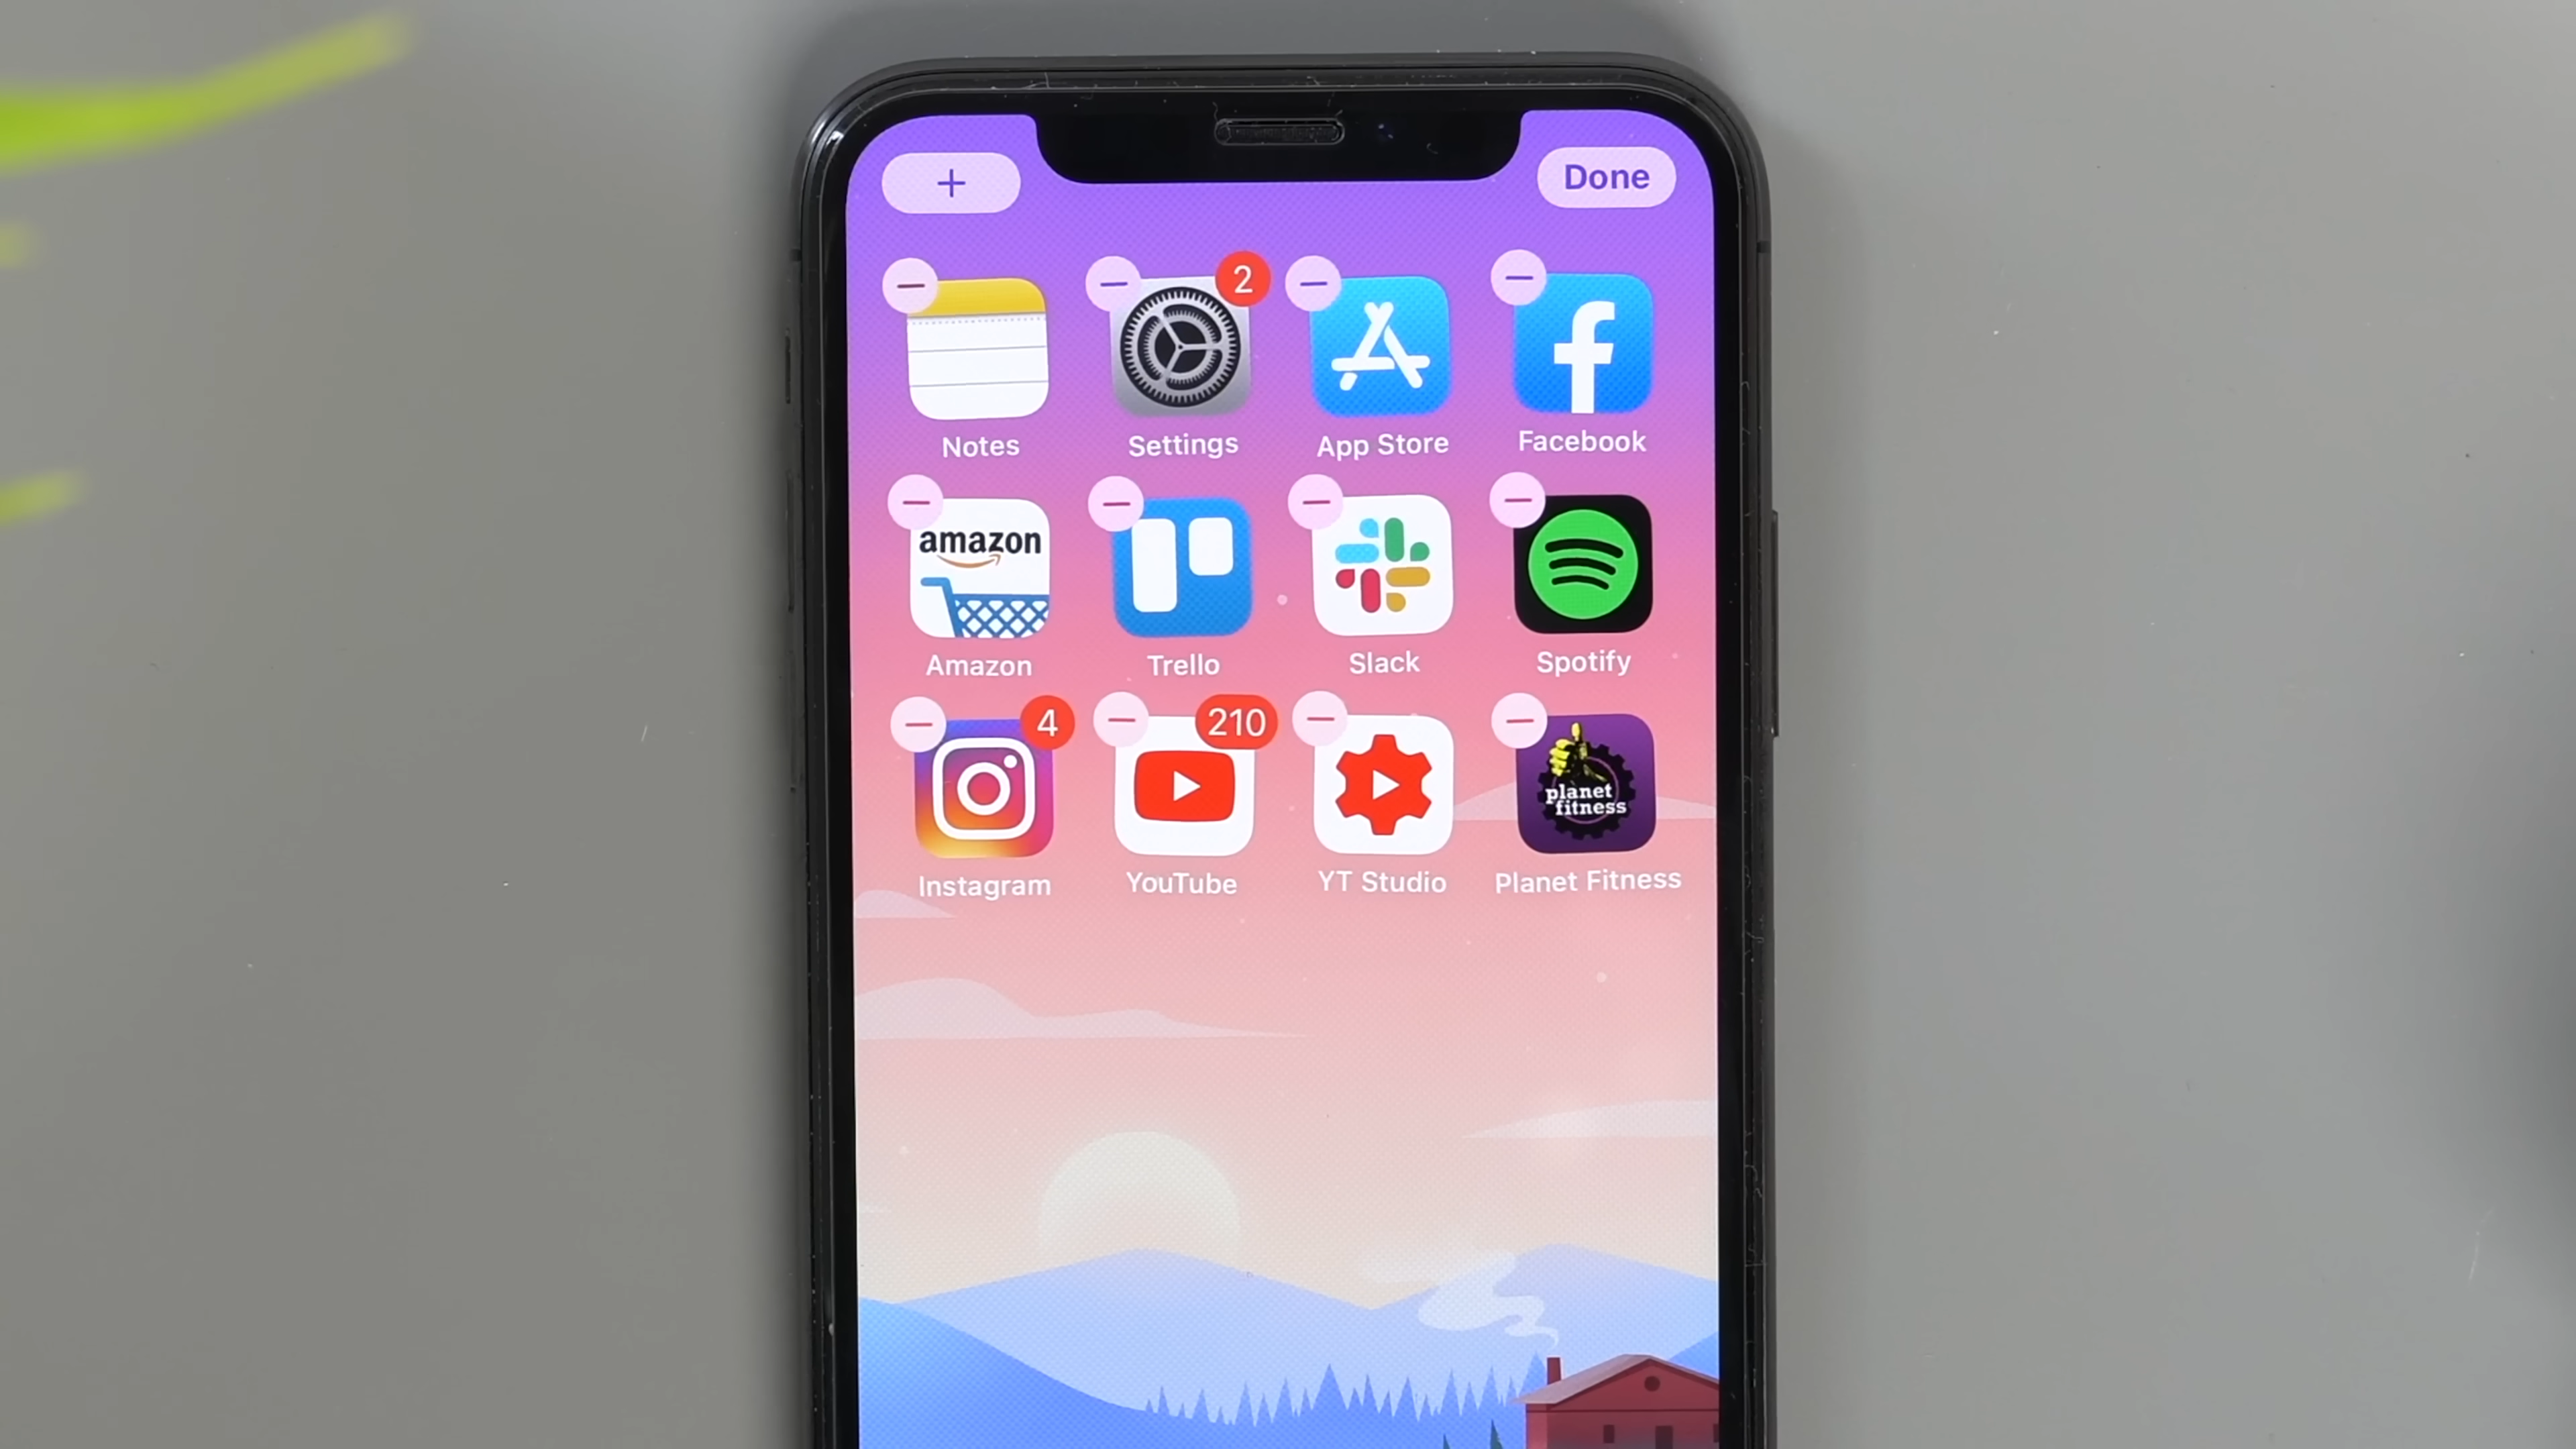 + Done
2
Notes Settings App Store Facebook
amazon
Amazon Trello Slack Spotify
4 210
planet
fitness
Instagram YouTube YT Studio Planet Fitness